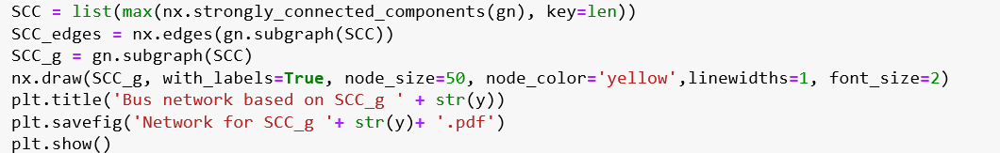 SCC = list(max(nx.strongly_connected_components(gn), key=len))
SCC_edges = nx.edges(gn.subgraph(SCC))
SCC_g = gn.subgraph(SCC)
nx.draw(SCC_g, with_labels=True, node_size=50, node_color='yellow',linewidths=1, font_size=2)
plt.title('Bus network based on SCC_g ' + str(y))
plt.savefig('Network for SCC_g '+ str(y)+ '.pdf')
plt.show()